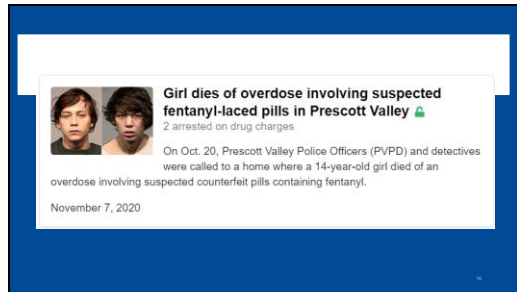 Girl dies of overdose involving suspected
fentanyl-laced pills in Prescott Valley
2 arrested on drug charges
On Oct. 20, Prescott Valley Police Officers (PVPD) and detectives
were called to a home where a 14-year-old girl died of an
overdose involving suspected counterfeit pills containing fentanyl.
November 7, 2020